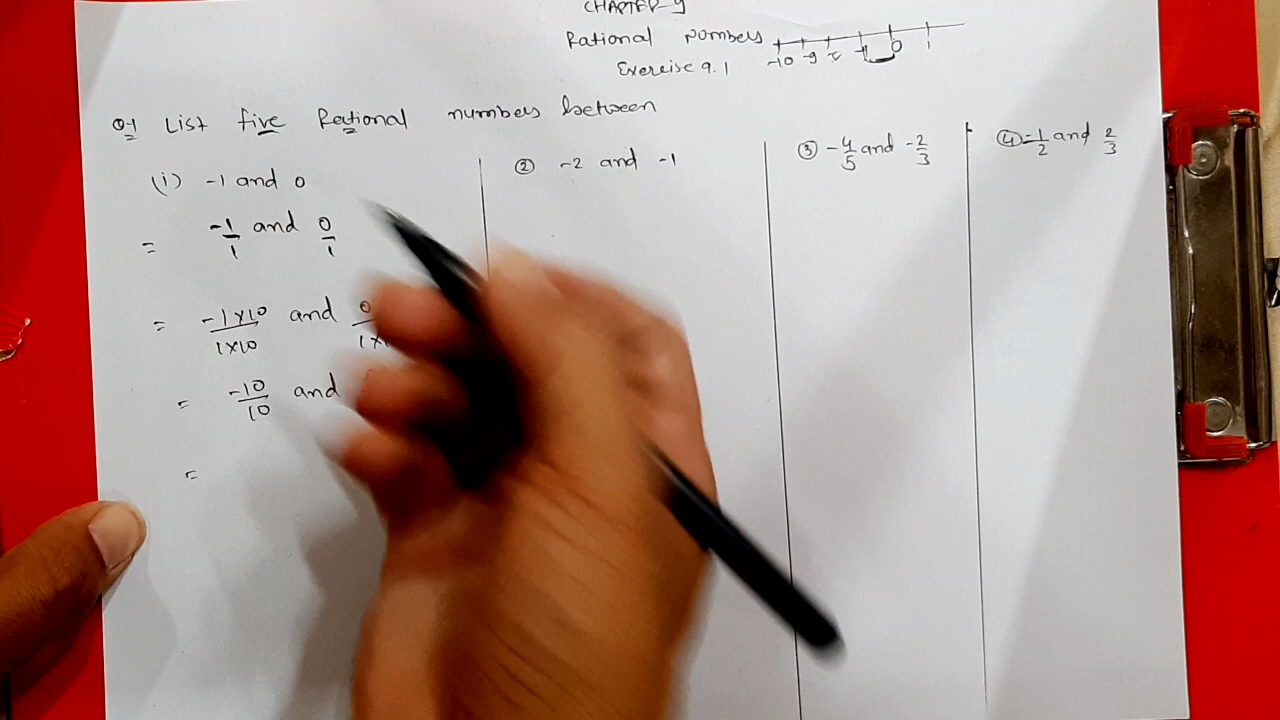 CHAPTER-9
Rational numbers
-10 -9 -1 0 1
Exercise 9.1
Q-1 List five Rational numbers between
(i) -1 and 0
= -1/1 and 0/1
= -1×10/1×10 and 0
= -10/10 and
=
② -2 and -1
③ -4/5 and -2/3
④ -1/2 and 2/3